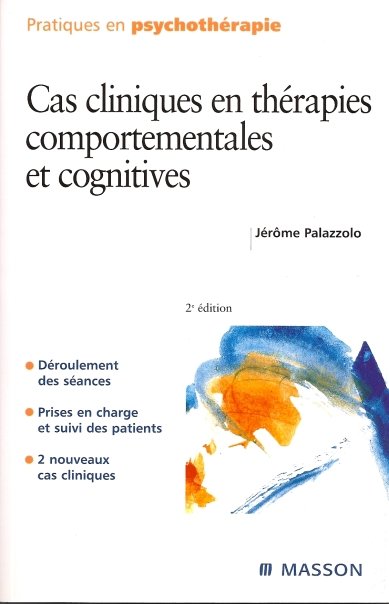 Pratiques en psychothérapie
Cas cliniques en thérapies
comportementales
et cognitives
Jérôme Palazzolo
2e édition
Déroulement
des séances
Prises en charge
et suivi des patients
2 nouveaux
cas cliniques
MASSON